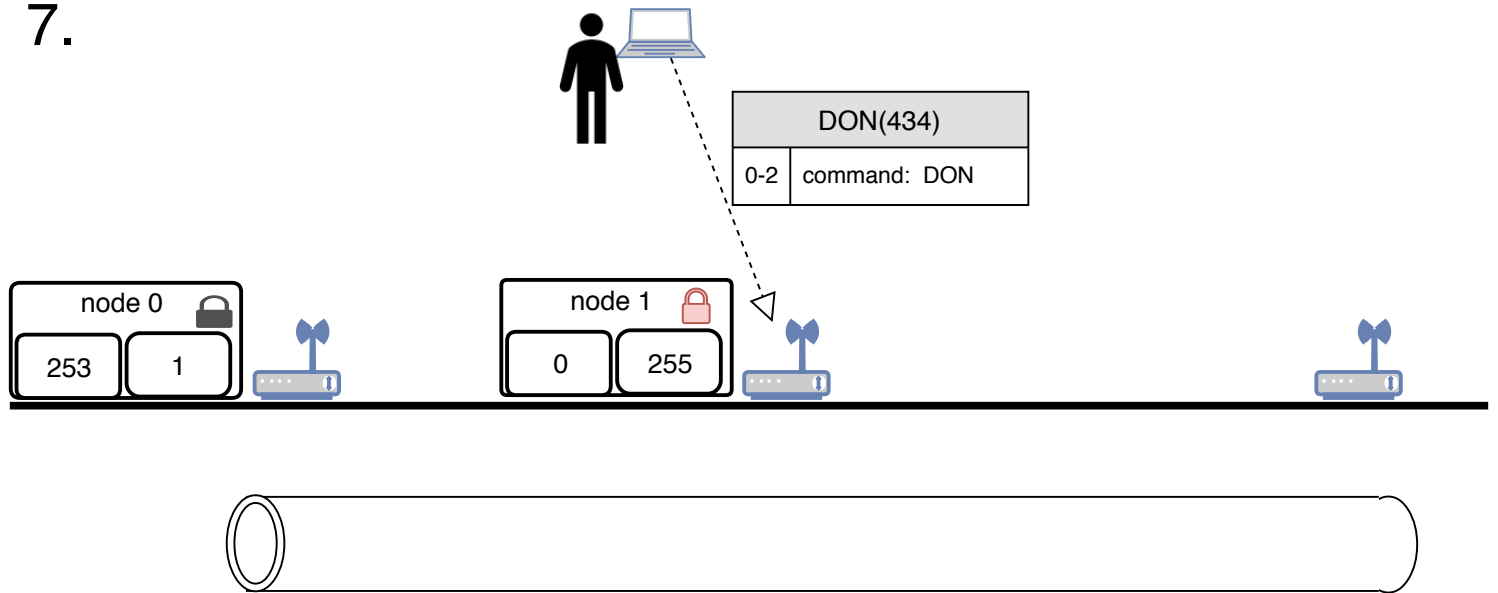 7.
DON(434)
0-2 command: DON
node 0
253 1
node 1
0 255